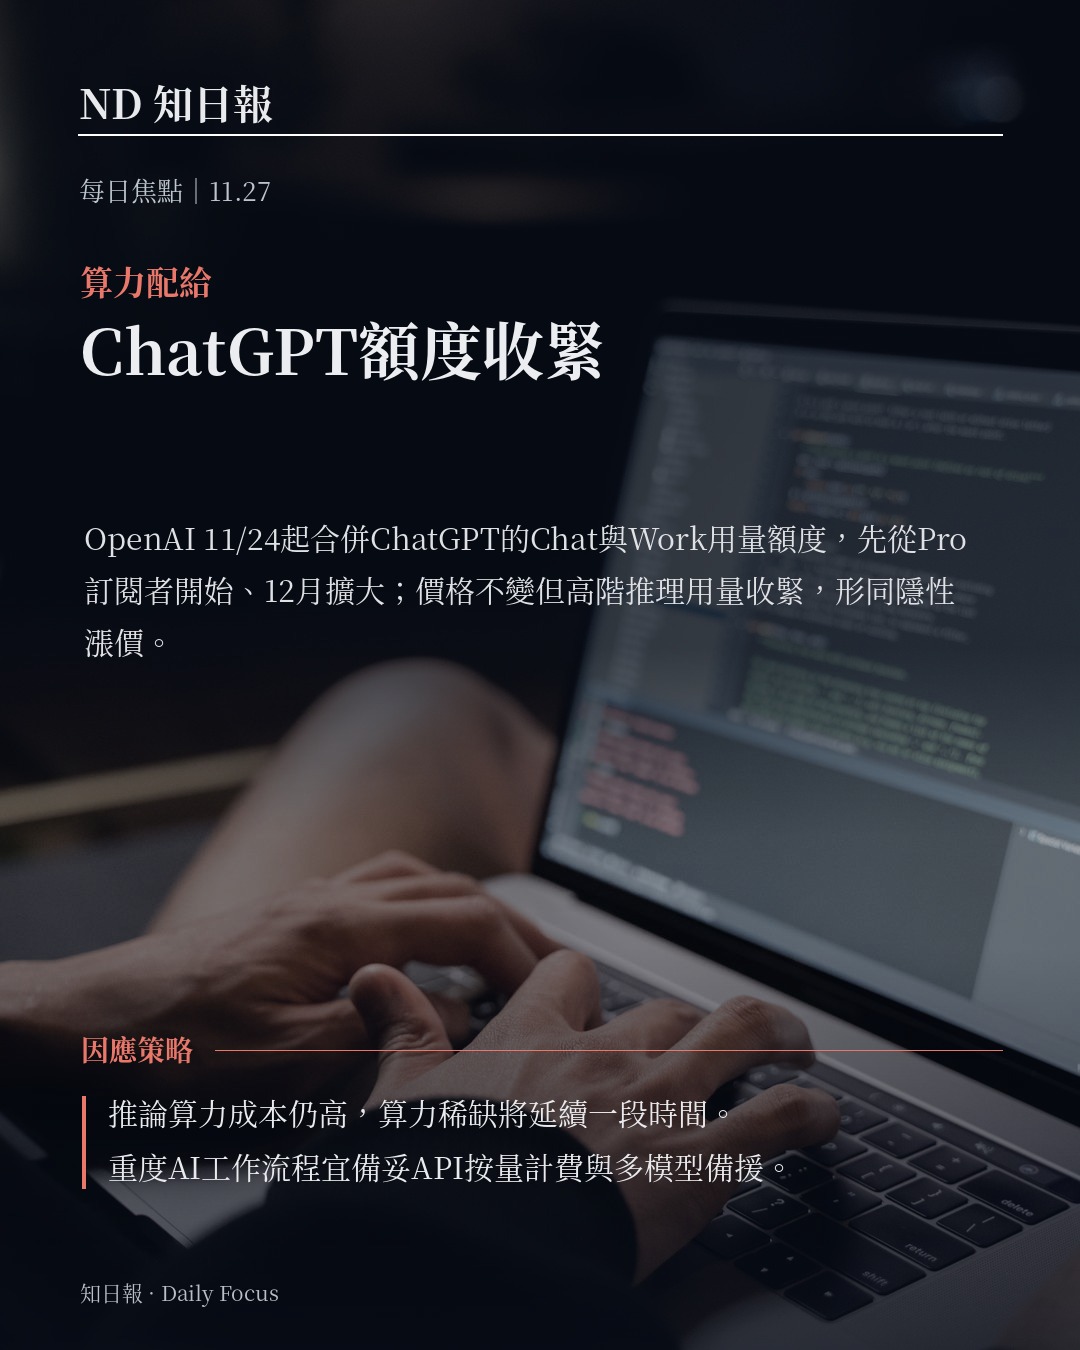 ND 知日報
每日焦點｜11.27
算力配給
ChatGPT額度收緊
OpenAI 11/24起合併ChatGPT的Chat與Work用量額度，先從Pro
訂閱者開始、12月擴大；價格不變但高階推理用量收緊，形同隱性
漲價。
因應策略
推論算力成本仍高，算力稀缺將延續一段時間。
重度AI工作流程宜備妥API按量計費與多模型備援。
delete
return
shift
知日報 · Daily Focus